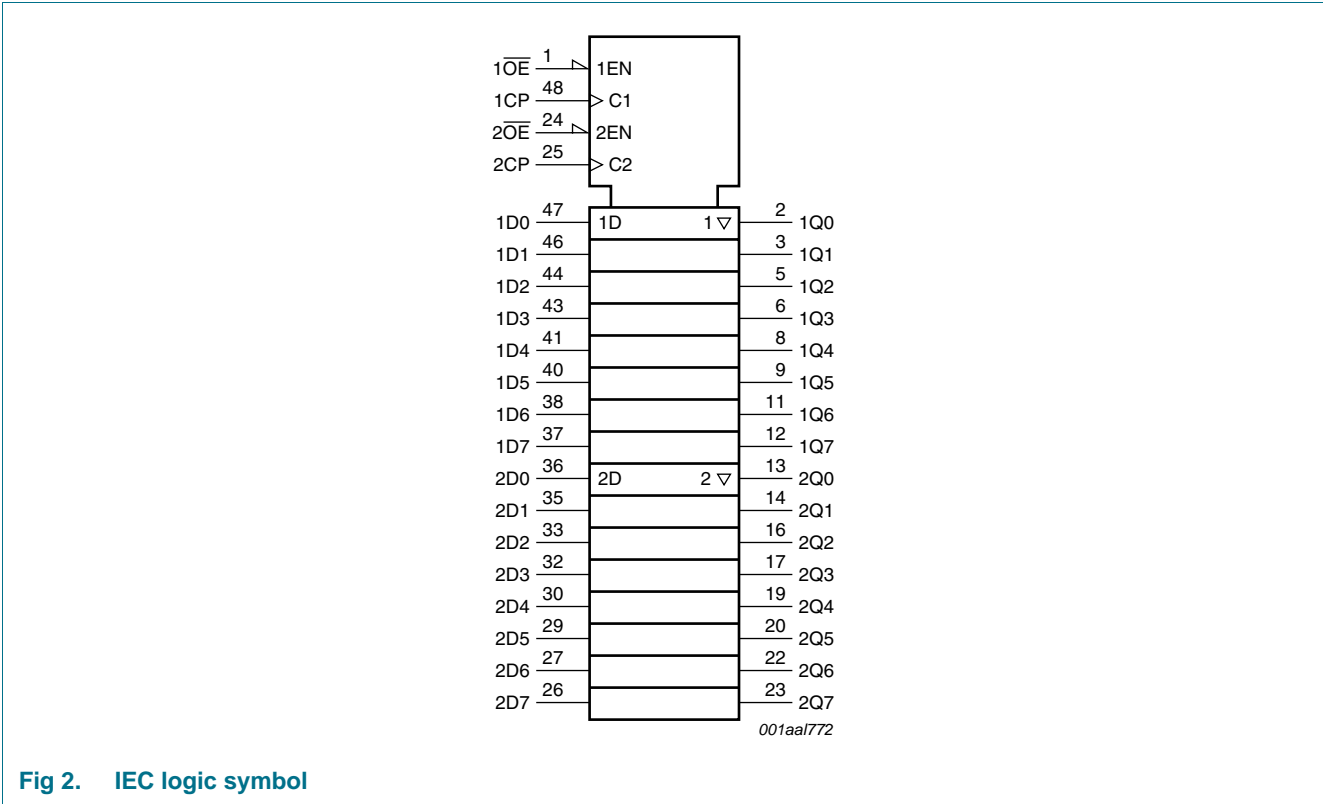 1OE 1 1EN
1CP 48 C1
2OE 24 2EN
2CP 25 C2
1D0 47 1D 1 ▽ 2 1Q0
1D1 46 3 1Q1
1D2 44 5 1Q2
1D3 43 6 1Q3
1D4 41 8 1Q4
1D5 40 9 1Q5
1D6 38 11 1Q6
1D7 37 12 1Q7
2D0 36 2D 2 ▽ 13 2Q0
2D1 35 14 2Q1
2D2 33 16 2Q2
2D3 32 17 2Q3
2D4 30 19 2Q4
2D5 29 20 2Q5
2D6 27 22 2Q6
2D7 26 23 2Q7
001aal772
Fig 2. IEC logic symbol